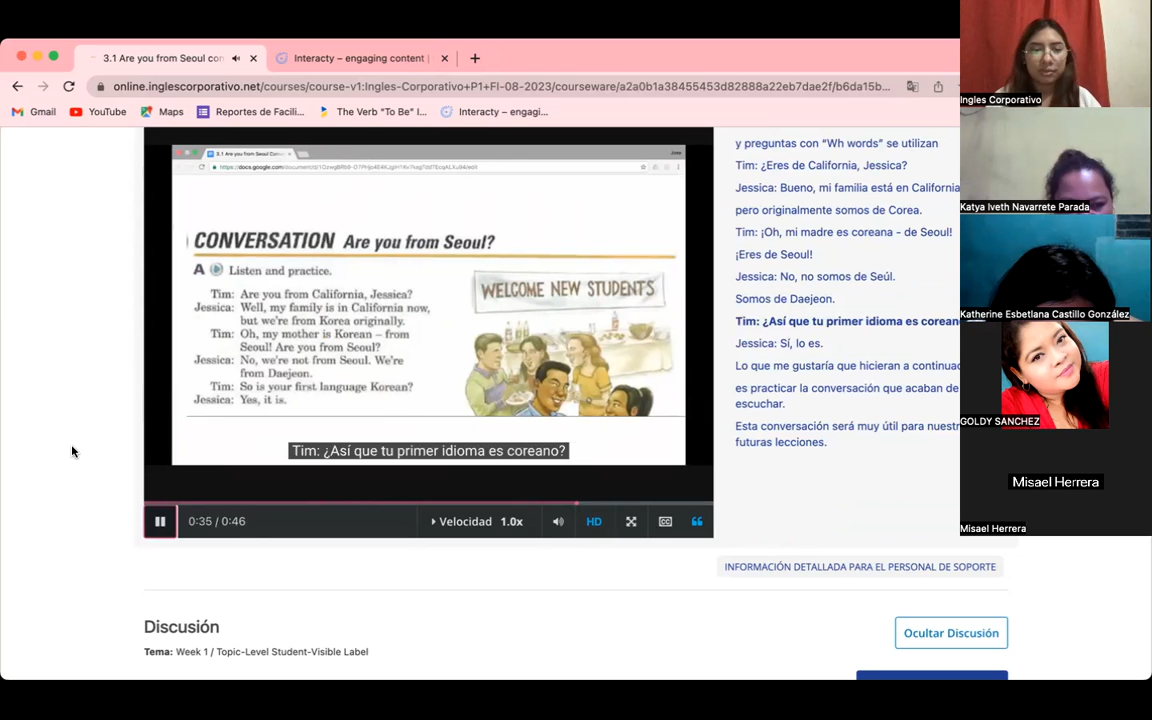 3.1 Are you from Seoul con
Interacty – engaging content |
online.inglescorporativo.net/courses/course-v1:Ingles-Corporativo+P1+FI-08-2023/courseware/a2a0b1a38455453d82888a22eb7dae2f/b6da15b...
Gmail
YouTube
Maps
Reportes de Facili...
The Verb "To Be" I...
Interacty – engagi...
3.1 Are you from Seoul Con
CONVERSATION Are you from Seoul?
A Listen and practice.
Tim: Are you from California, Jessica?
Jessica: Well, my family is in California now,
but we're from Korea originally.
Tim: Oh, my mother is Korean – from
Seoul! Are you from Seoul?
Jessica: No, we're not from Seoul. We're
from Daejeon.
Tim: So is your first language Korean?
Jessica: Yes, it is.
WELCOME NEW STUDENTS
Tim: ¿Así que tu primer idioma es coreano?
0:35 / 0:46
Velocidad 1.0x
HD
CC
y preguntas con "Wh words" se utilizan
Tim: ¿Eres de California, Jessica?
Jessica: Bueno, mi familia está en California
pero originalmente somos de Corea.
Tim: ¡Oh, mi madre es coreana - de Seoul!
¡Eres de Seoul!
Jessica: No, no somos de Seúl.
Somos de Daejeon.
Tim: ¿Así que tu primer idioma es corean
Jessica: Sí, lo es.
Lo que me gustaría que hicieran a continuac
es practicar la conversación que acaban de
escuchar.
Esta conversación será muy útil para nuestr
futuras lecciones.
INFORMACIÓN DETALLADA PARA EL PERSONAL DE SOPORTE
Discusión
Tema: Week 1 / Topic-Level Student-Visible Label
Ocultar Discusión
Ingles Corporativo
Katya Iveth Navarrete Parada
Katherine Esbetlana Castillo González
GOLDY SANCHEZ
Misael Herrera
Misael Herrera